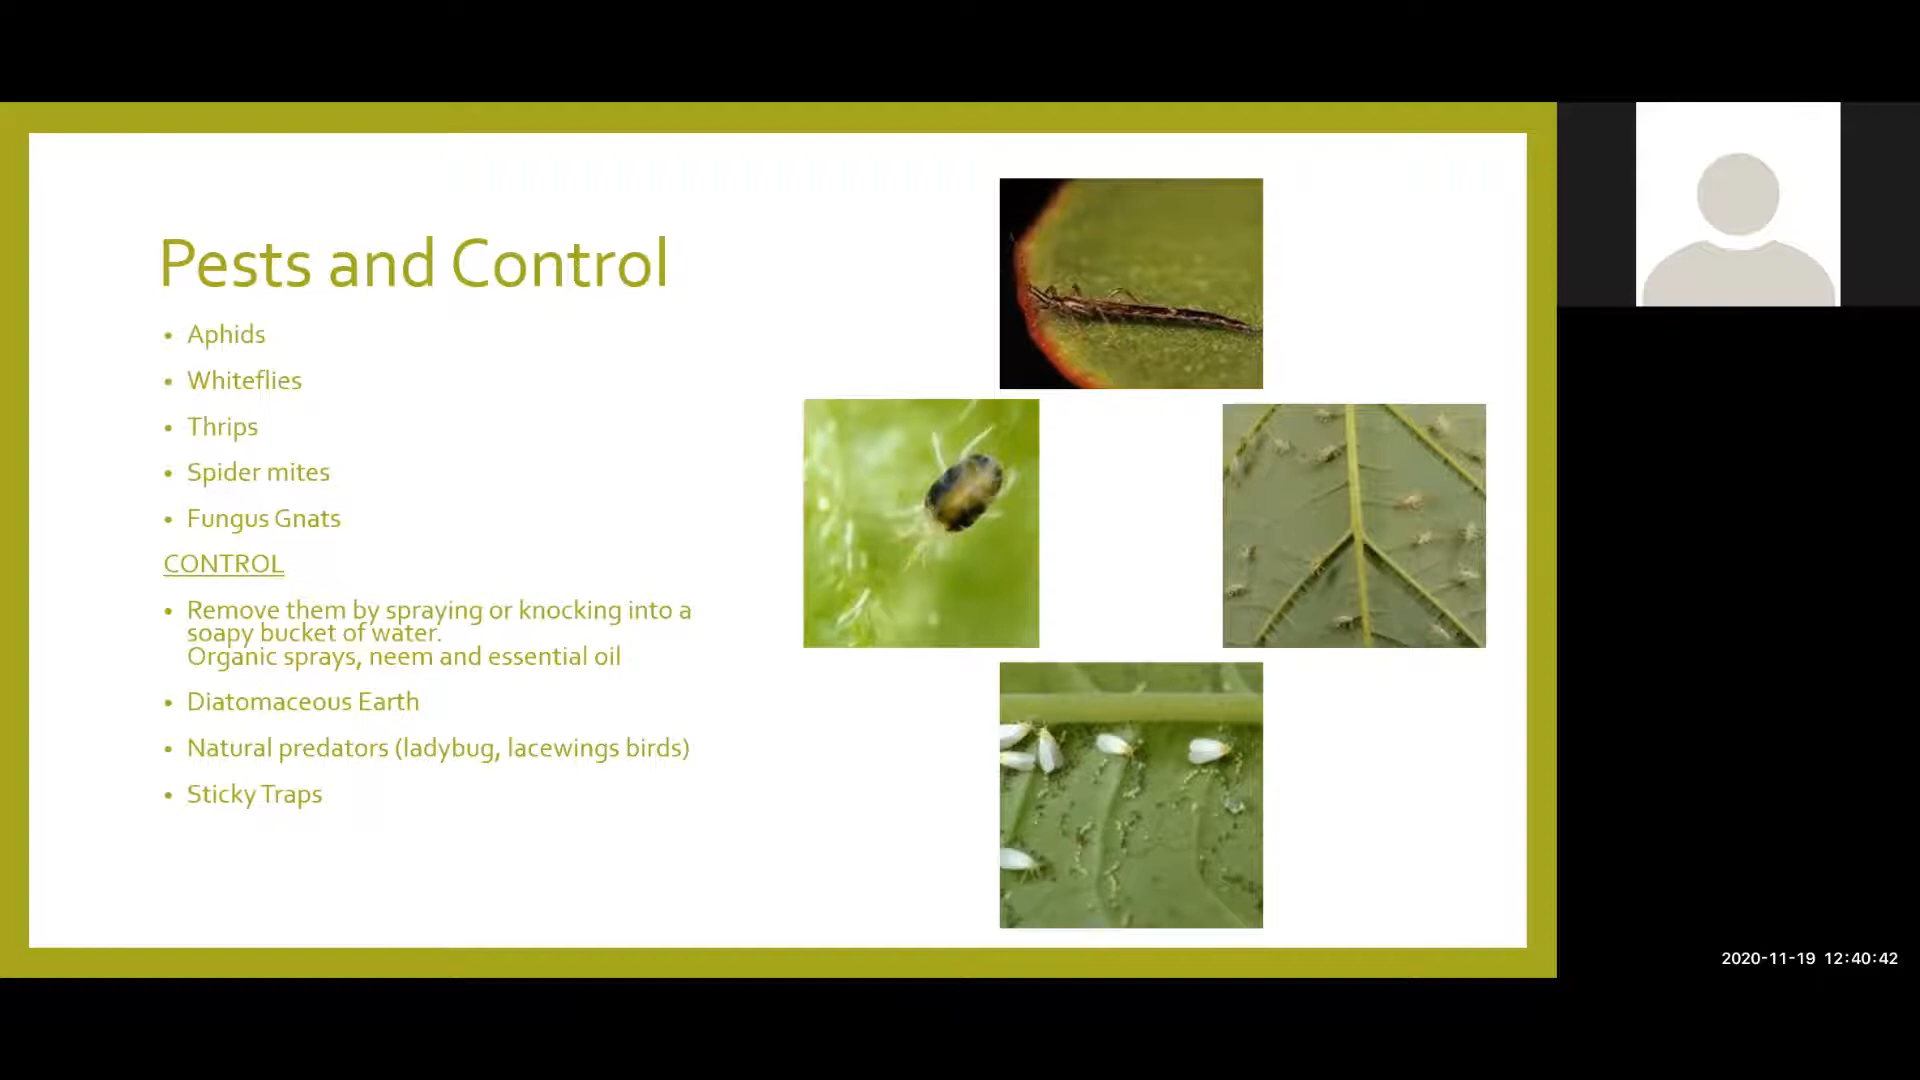 Pests and Control
• Aphids
• Whiteflies
• Thrips
• Spider mites
• Fungus Gnats
CONTROL
• Remove them by spraying or knocking into a
soapy bucket of water.
Organic sprays, neem and essential oil
• Diatomaceous Earth
• Natural predators (ladybug, lacewings birds)
• Sticky Traps
2020-11-19 12:40:42